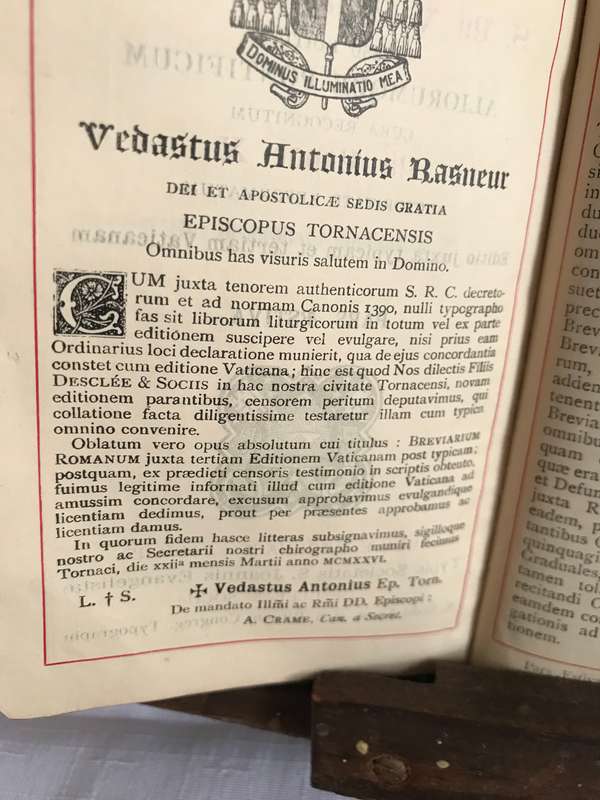 DOMINUS ILLUMINATIO MEA
Vedastus Antonius Rasneur
DEI ET APOSTOLICÆ SEDIS GRATIA
EPISCOPUS TORNACENSIS
Omnibus has visuris salutem in Domino.
CUM juxta tenorem authenticorum S. R. C. decreto-
rum et ad normam Canonis 1390, nulli typographo
fas sit librorum liturgicorum in totum vel ex parte
editionem suscipere vel evulgare, nisi prius eam
Ordinarius loci declaratione munierit, qua de ejus concordantia
constet cum editione Vaticana; hinc est quod Nos dilectis Filiis
DESCLÉE & SOCIIS in hac nostra civitate Tornacensi, novam
editionem parantibus, censorem peritum deputavimus, qui
collatione facta diligentissime testaretur illam cum typica
omnino convenire.
Oblatum vero opus absolutum cui titulus : BREVIARIUM
ROMANUM juxta tertiam Editionem Vaticanam post typicam;
postquam, ex prædicti censoris testimonio in scriptis obtento,
fuimus legitime informati illud cum editione Vaticana ad
amussim concordare, excusum approbavimus evulgandique
licentiam dedimus, prout per præsentes approbamus ac
licentiam damus.
In quorum fidem hasce litteras subsignavimus, sigilloque
nostro ac Secretarii nostri chirographo muniri fecimus
Tornaci, die xxiiª mensis Martii anno MCMXXVI.
✠ Vedastus Antonius Ep. Torn.
L. † S.
De mandato Illmi ac Rmi DD. Episcopi :
A. CRAME, Can. a Secret.